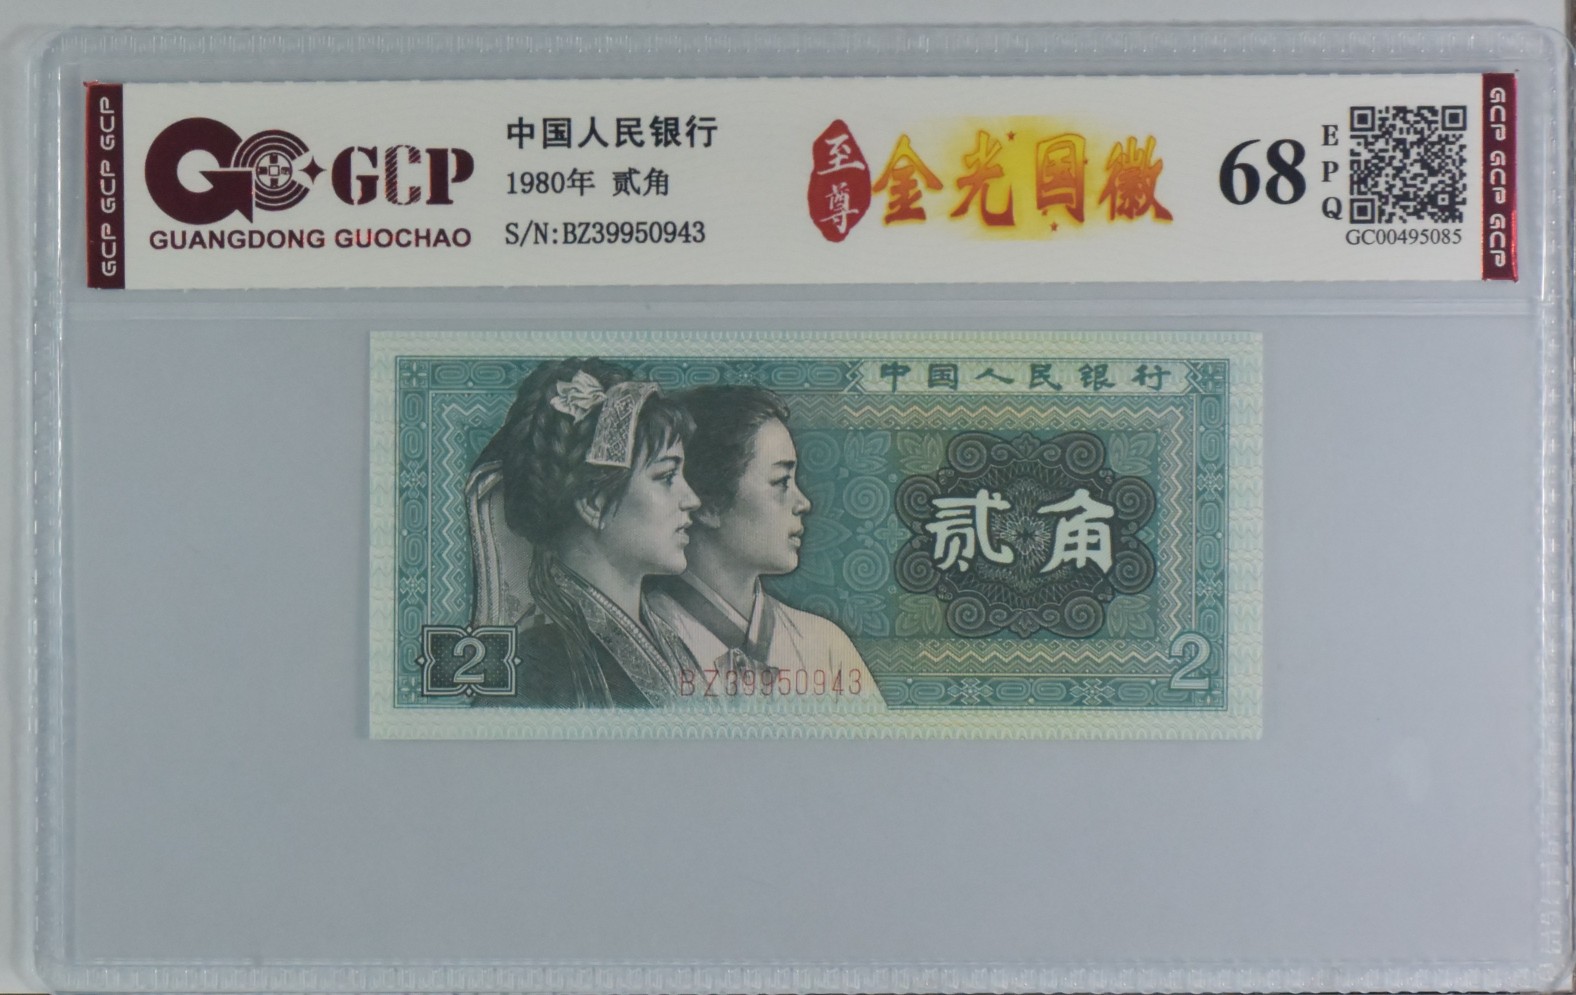 GCP GCP GCP
GCP
GUANGDONG GUOCHAO
中国人民银行
1980年 贰角
S/N:BZ39950943
至尊
金光国徽
68
EPQ
GC00495085
GCP GCP GCP
中国人民银行
贰角
2
BZ39950943
2